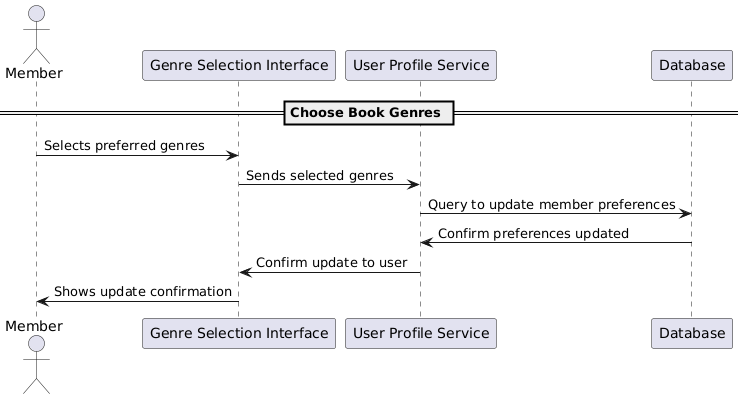 Member
Genre Selection Interface
User Profile Service
Database
Choose Book Genres
Selects preferred genres
Sends selected genres
Query to update member preferences
Confirm preferences updated
Confirm update to user
Shows update confirmation
Member
Genre Selection Interface
User Profile Service
Database